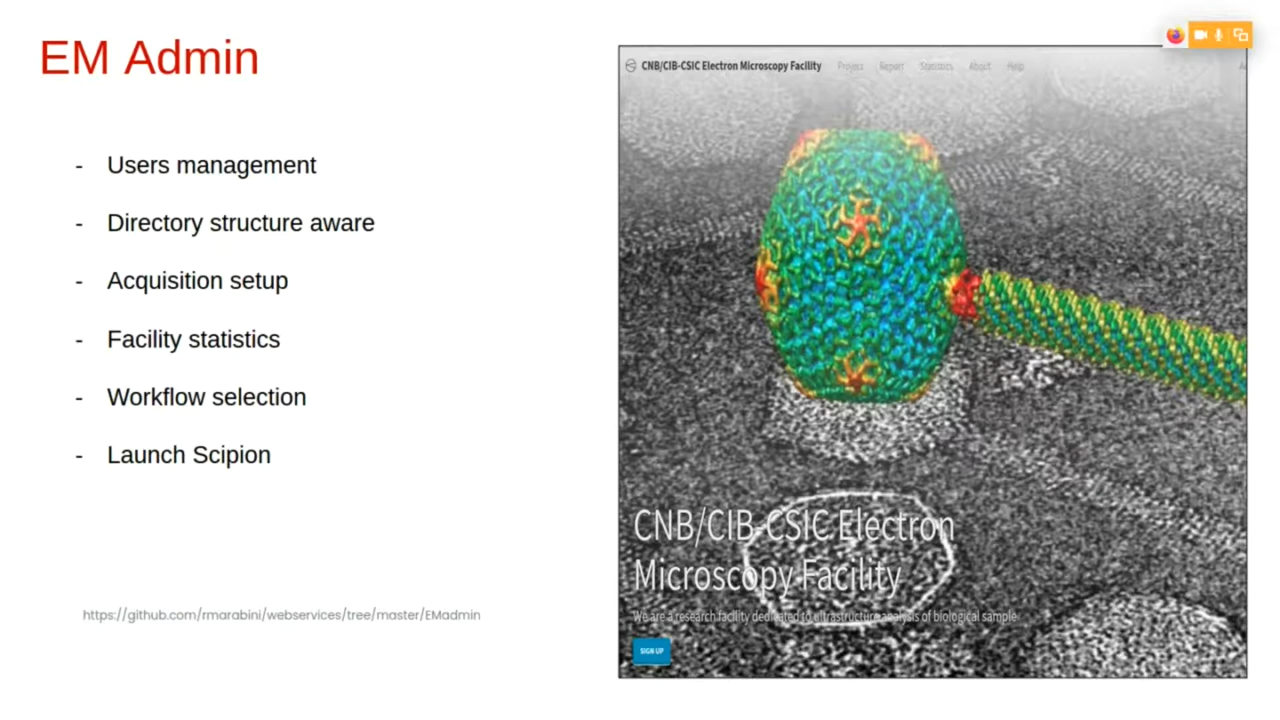 EM Admin
- Users management
- Directory structure aware
- Acquisition setup
- Facility statistics
- Workflow selection
- Launch Scipion
https://github.com/rmarabini/webservices/tree/master/EMadmin
CNB/CIB-CSIC Electron Microscopy Facility Project Report Statistics About Help
CNB/CIB-CSIC Electron
Microscopy Facility
We are a research facility dedicated to ultrastructure analysis of biological sample
SIGN UP